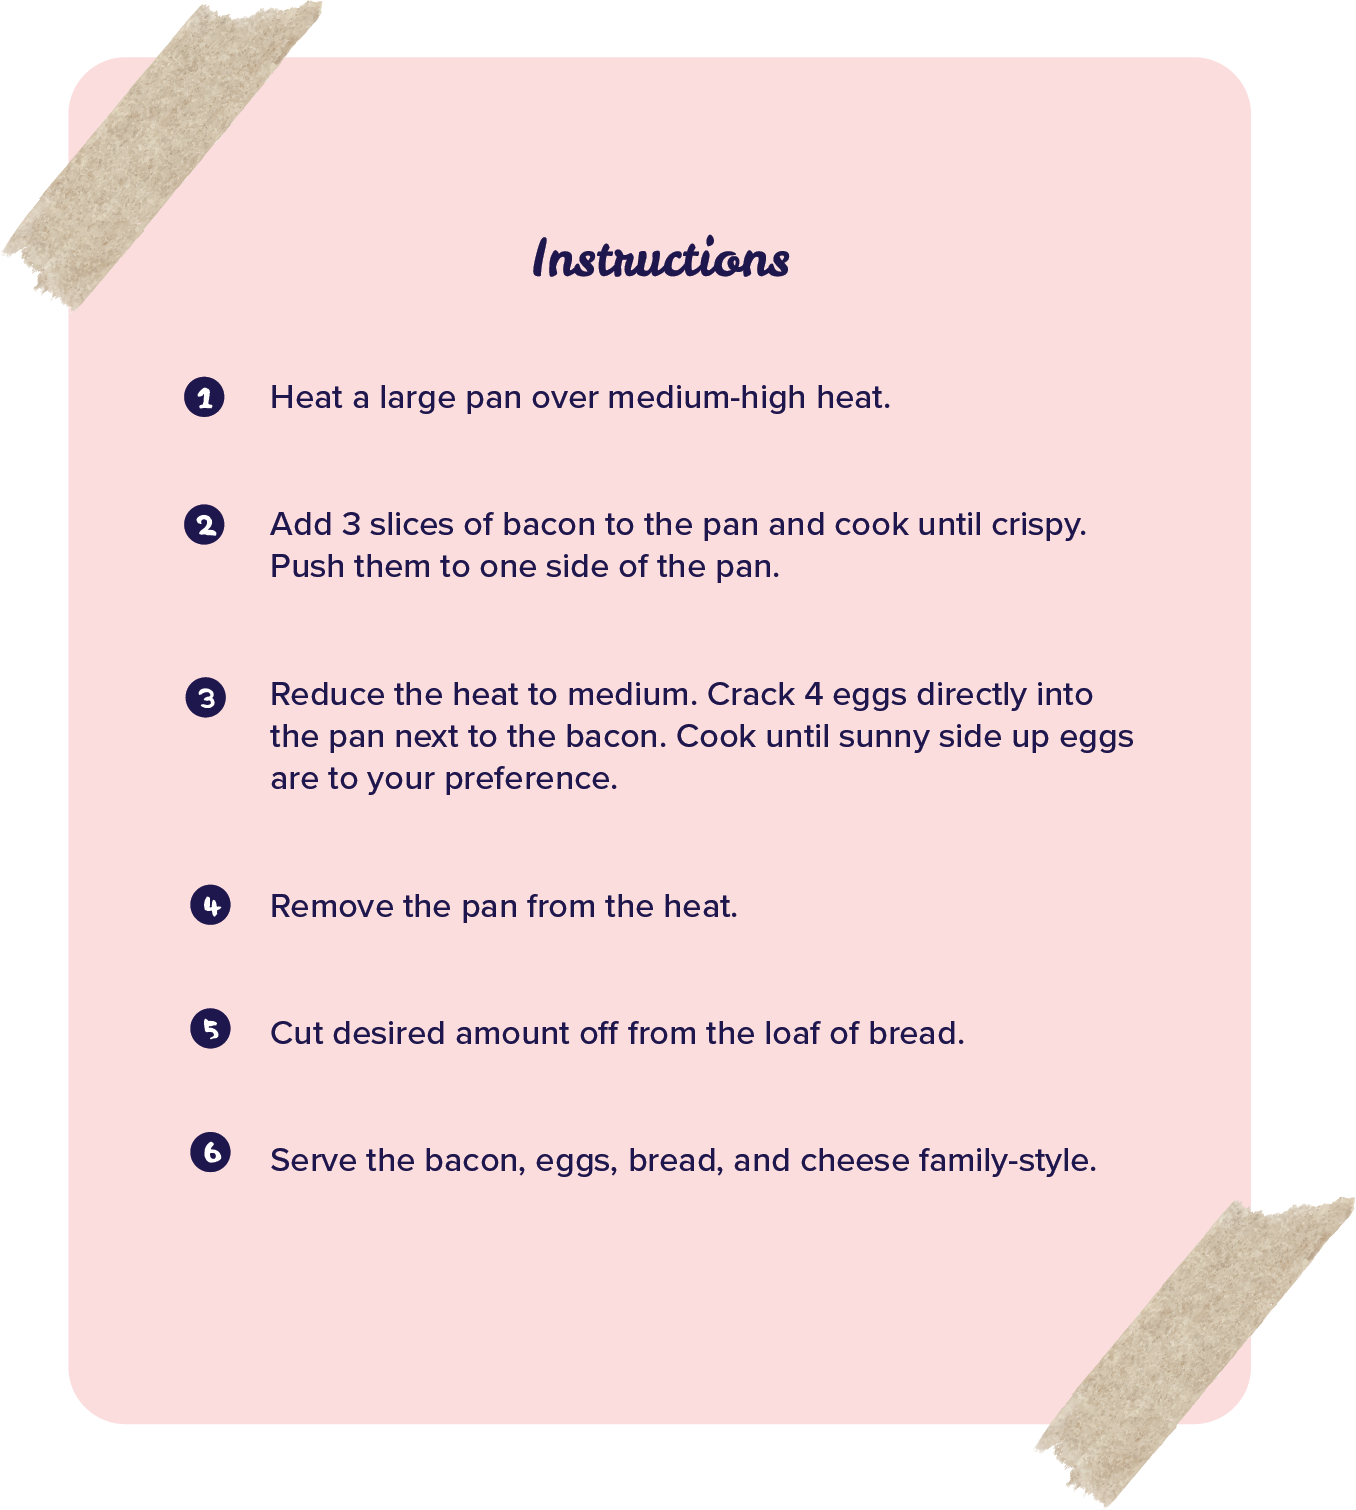 Instructions
1 Heat a large pan over medium-high heat.
2 Add 3 slices of bacon to the pan and cook until crispy.
Push them to one side of the pan.
3 Reduce the heat to medium. Crack 4 eggs directly into
the pan next to the bacon. Cook until sunny side up eggs
are to your preference.
4 Remove the pan from the heat.
5 Cut desired amount off from the loaf of bread.
6 Serve the bacon, eggs, bread, and cheese family-style.